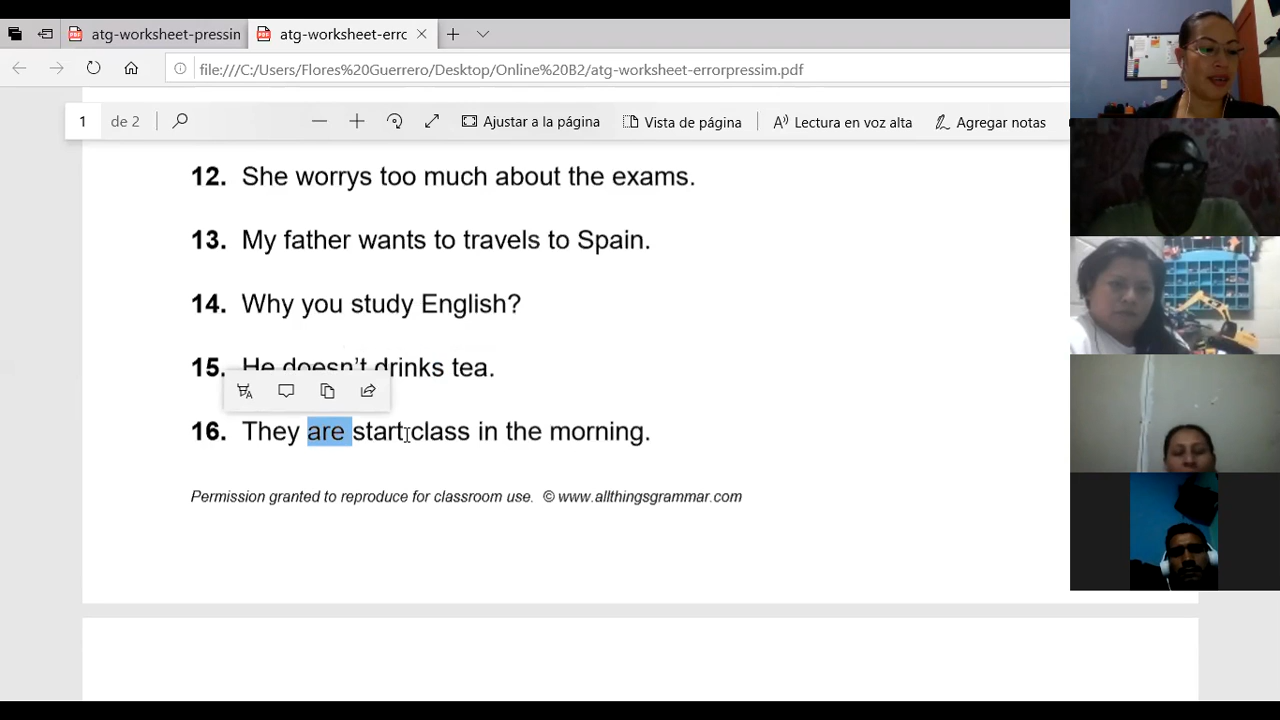 atg-worksheet-pressin
atg-worksheet-errc
file:///C:/Users/Flores%20Guerrero/Desktop/Online%20B2/atg-worksheet-errorpressim.pdf
1 de 2
Ajustar a la página
Vista de página
Lectura en voz alta
Agregar notas
12. She worrys too much about the exams.
13. My father wants to travels to Spain.
14. Why you study English?
15. He doesn't drinks tea.
16. They are start class in the morning.
Permission granted to reproduce for classroom use. © www.allthingsgrammar.com